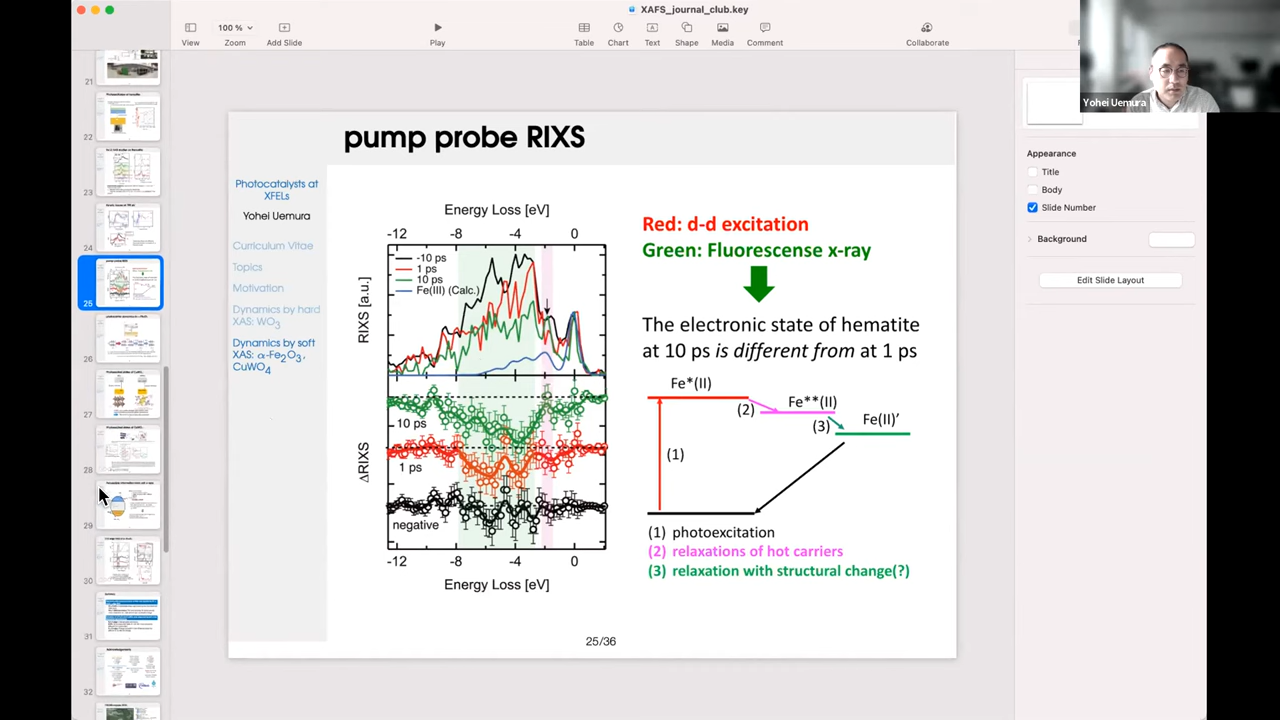 XAFS_journal_club.key
100 %
View
Zoom
Add Slide
Play
Table
Chart
Text
Shape
Media
Comment
Collaborate
Yohei Uemura
21
22
23
24
25
26
27
28
29
30
31
32
pump probe RIXS
Photocatalysts at
XFELs
Yohei Uemura
Curriculum Vitae
Topics
Motivation
Dynamics by hard
XAS: WO3
Dynamics by soft
XAS: α-Fe2O3,
CuWO4
Energy Loss [eV]
-12 -8 -4 0
-10 ps
1 ps
10 ps
Fe(III) (Calc.)
RIXS [a.u.]
10 ps
1 ps
negative
ΔRIXS
-12 -8 -4 0
Energy Loss [eV]
Red: d-d excitation
Green: Fluorescense x-ray
The electronic state of hematite
at 10 ps is different from at 1 ps
Fe*(II)
(2)
Fe**(II)
(3)
Fe(II)'
(1)
(1) photoexcitation
(2) relaxations of hot carriers
(3) relaxation with structural change(?)
25/36
Appearance
Title
Body
Slide Number
Background
Edit Slide Layout